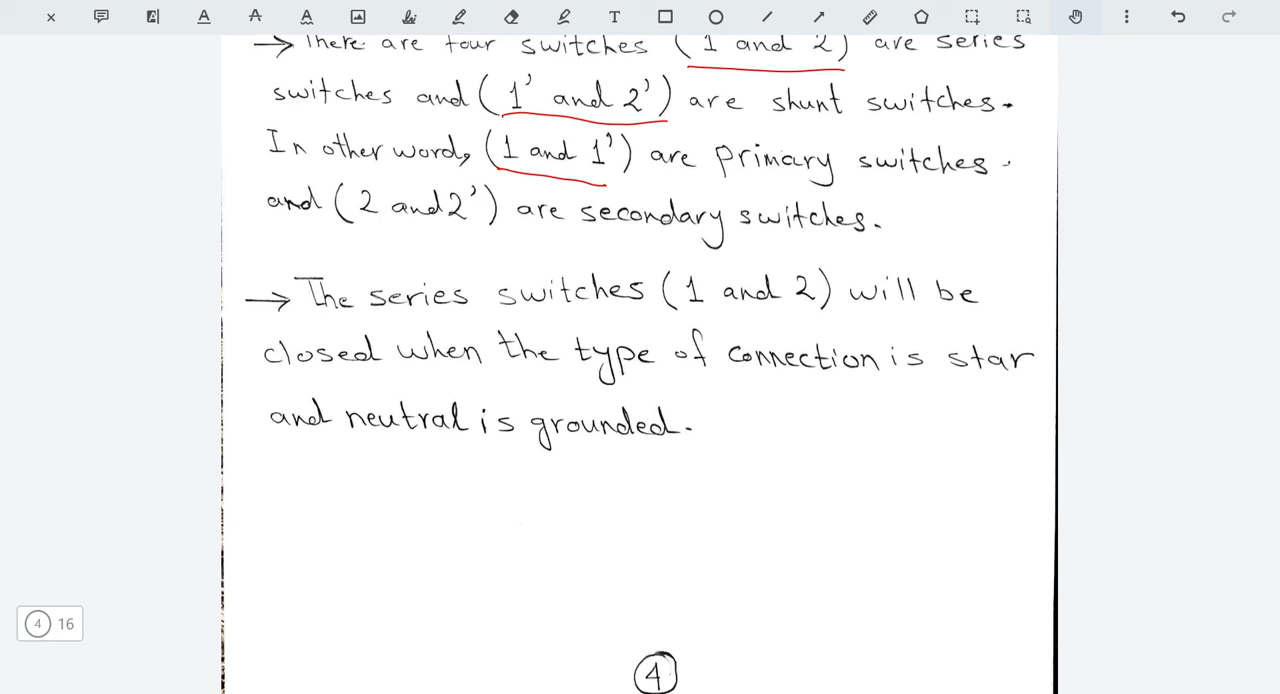 → There are four switches (1 and 2) are series
switches and (1' and 2') are shunt switches.
In other word, (1 and 1') are primary switches.
and (2 and 2') are secondary switches.
→ The series switches (1 and 2) will be
closed when the type of connection is star
and neutral is grounded.
4 16
4